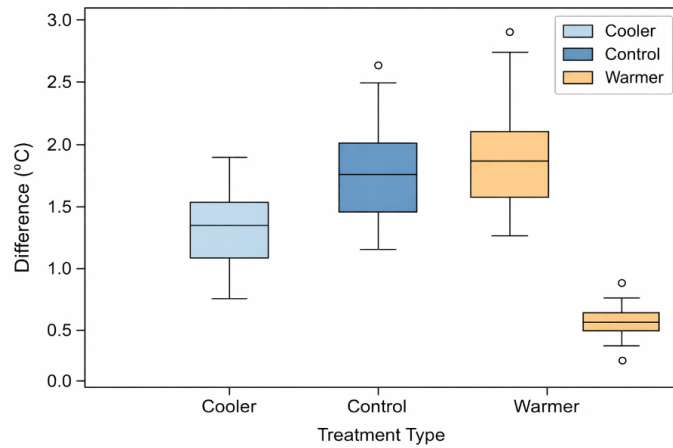 3.0
2.5
2.0
1.5
1.0
0.5
0.0
Difference (°C)
Cooler
Control
Warmer
Cooler Control Warmer
Treatment Type